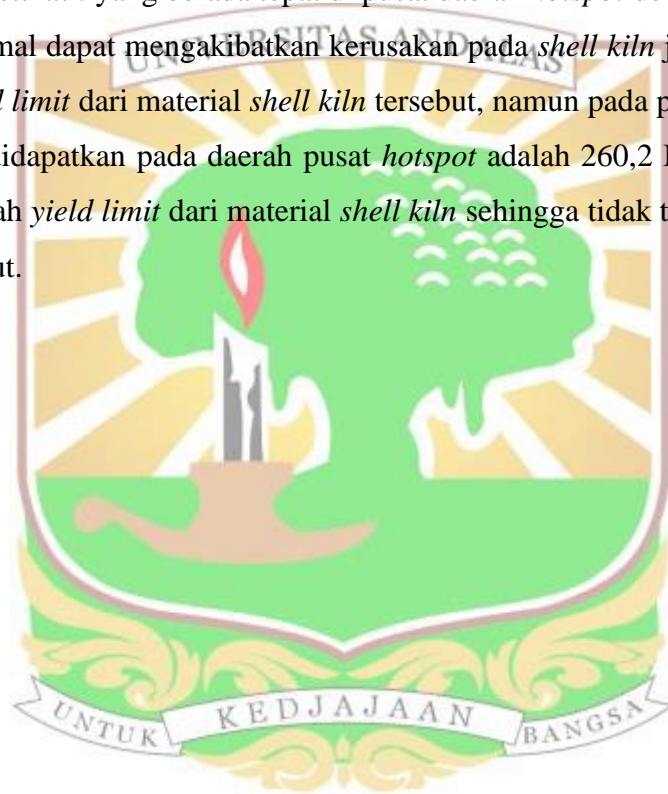 yang berada tepat di pusat daerah hotspot
mal dapat mengakibatkan kerusakan pada shell kiln
UNIVERSITAS ANDALAS
limit dari material shell kiln tersebut, namun pada
didapatkan pada daerah pusat hotspot adalah 260,2
ah yield limit dari material shell kiln sehingga tidak
ut.
UNTUK KEDJAJAAN BANGSA